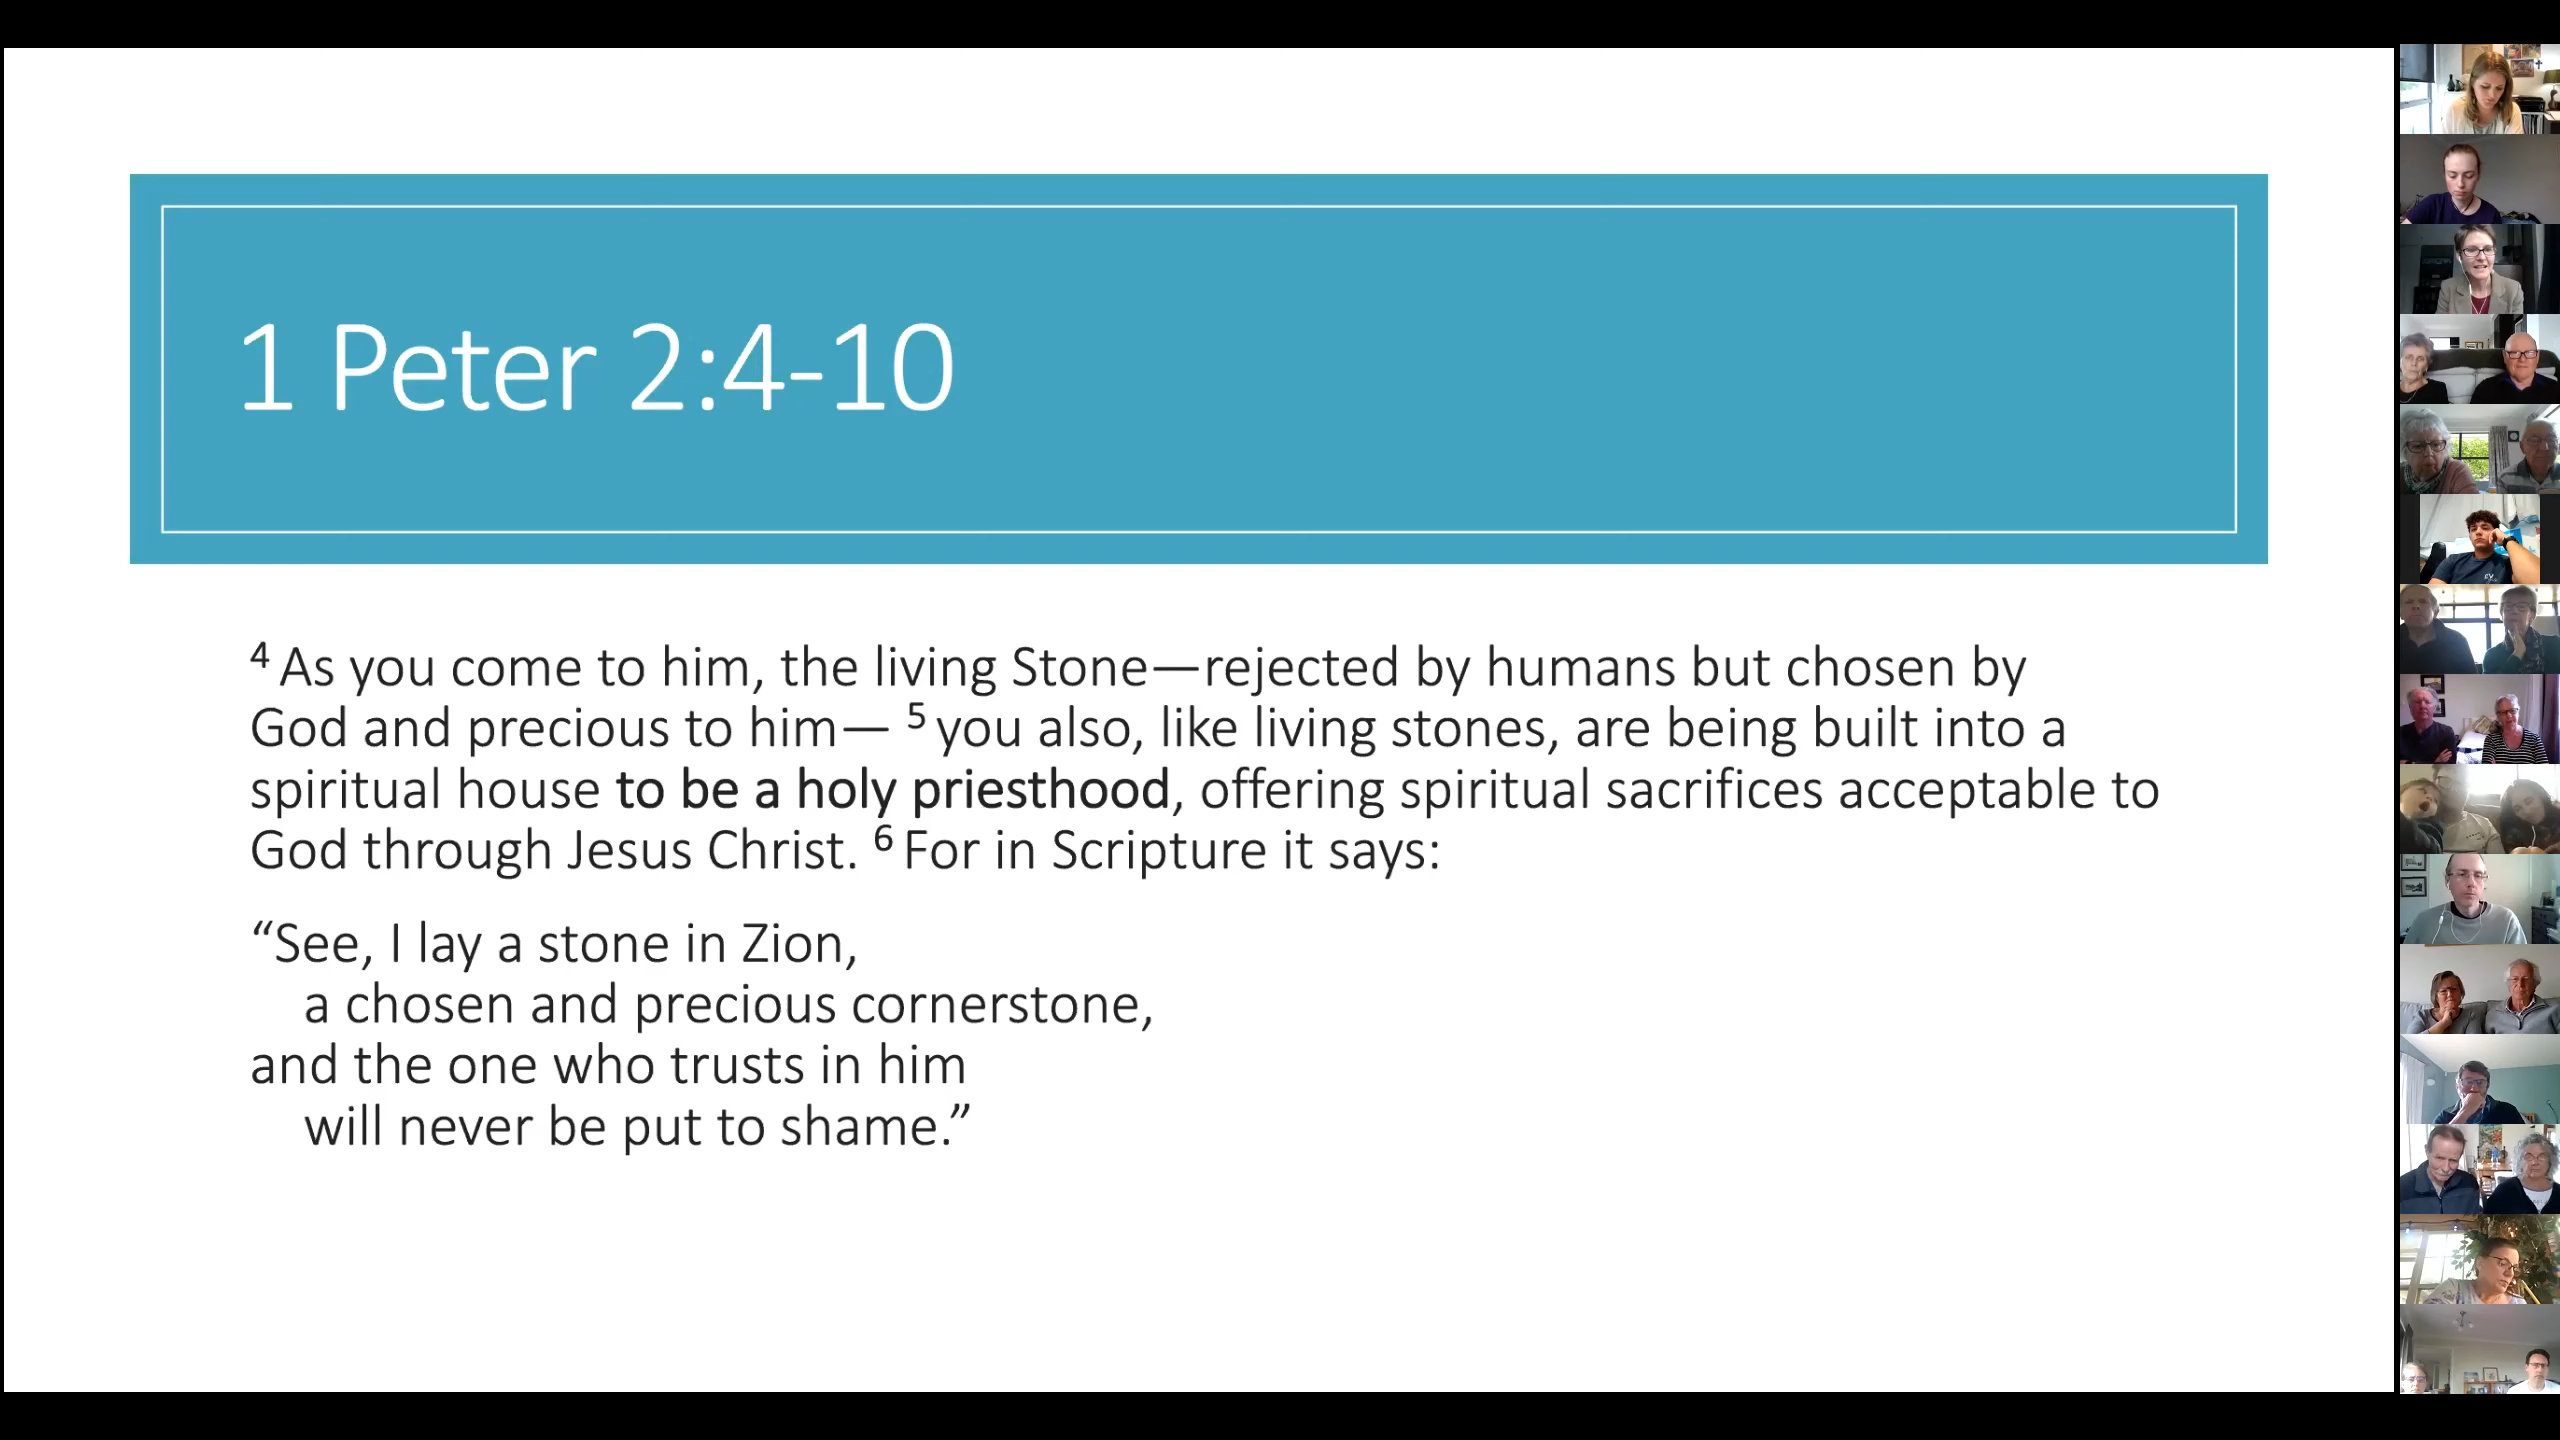 1 Peter 2:4-10
4 As you come to him, the living Stone—rejected by humans but chosen by
God and precious to him— 5 you also, like living stones, are being built into a
spiritual house to be a holy priesthood, offering spiritual sacrifices acceptable to
God through Jesus Christ. 6 For in Scripture it says:
“See, I lay a stone in Zion,
a chosen and precious cornerstone,
and the one who trusts in him
will never be put to shame.”